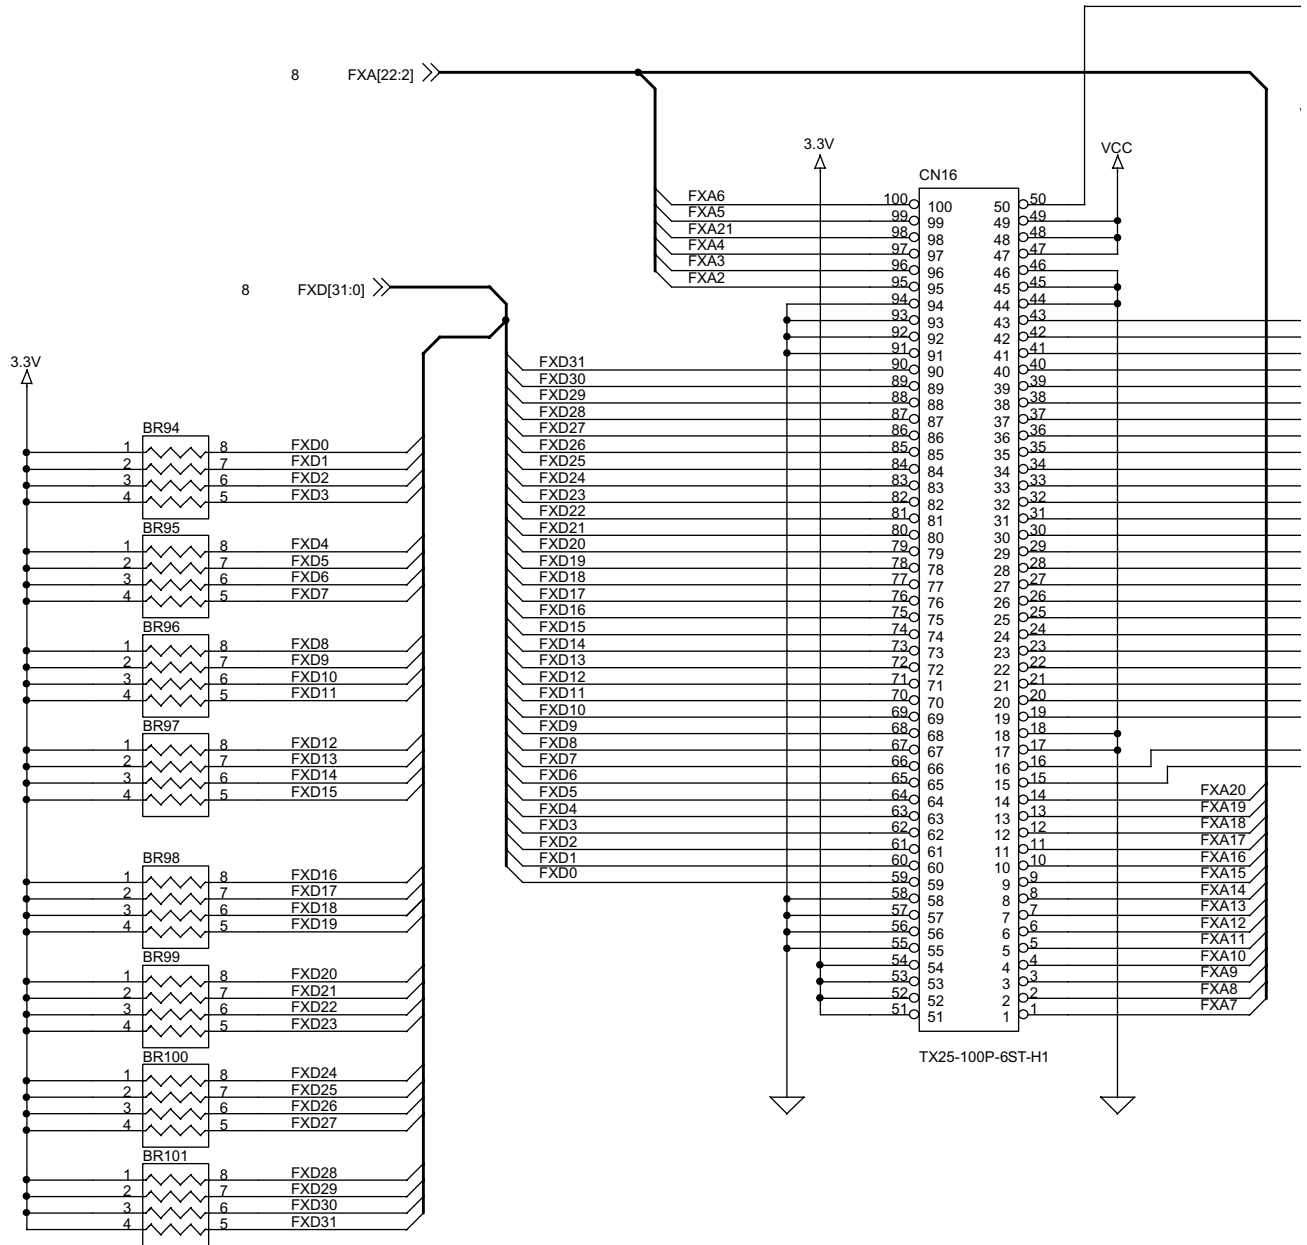 8 FXA[22:2]
3.3V
VCC
CN16
FXA6 100 100 50 50
FXA5 99 99 49 49
FXA21 98 98 48 48
FXA4 97 97 47 47
FXA3 96 96 46 46
FXA2 95 95 45 45
8 FXD[31:0]
94 94 44 44
93 93 43 43
92 92 42 42
91 91 41 41
FXD31 90 90 40 40
FXD30 89 89 39 39
FXD29 88 88 38 38
FXD28 87 87 37 37
FXD27 86 86 36 36
FXD26 85 85 35 35
FXD25 84 84 34 34
FXD24 83 83 33 33
FXD23 82 82 32 32
FXD22 81 81 31 31
FXD21 80 80 30 30
FXD20 79 79 29 29
FXD19 78 78 28 28
FXD18 77 77 27 27
FXD17 76 76 26 26
FXD16 75 75 25 25
FXD15 74 74 24 24
FXD14 73 73 23 23
FXD13 72 72 22 22
FXD12 71 71 21 21
FXD11 70 70 20 20
FXD10 69 69 19 19
FXD9 68 68 18 18
FXD8 67 67 17 17
FXD7 66 66 16 16
FXD6 65 65 15 15
FXD5 64 64 14 14 FXA20
FXD4 63 63 13 13 FXA19
FXD3 62 62 12 12 FXA18
FXD2 61 61 11 11 FXA17
FXD1 60 60 10 10 FXA16
FXD0 59 59 9 9 FXA15
58 58 8 8 FXA14
57 57 7 7 FXA13
56 56 6 6 FXA12
55 55 5 5 FXA11
54 54 4 4 FXA10
53 53 3 3 FXA9
52 52 2 2 FXA8
51 51 1 1 FXA7
TX25-100P-6ST-H1
3.3V
BR94
1 8 FXD0
2 7 FXD1
3 6 FXD2
4 5 FXD3
BR95
1 8 FXD4
2 7 FXD5
3 6 FXD6
4 5 FXD7
BR96
1 8 FXD8
2 7 FXD9
3 6 FXD10
4 5 FXD11
BR97
1 8 FXD12
2 7 FXD13
3 6 FXD14
4 5 FXD15
BR98
1 8 FXD16
2 7 FXD17
3 6 FXD18
4 5 FXD19
BR99
1 8 FXD20
2 7 FXD21
3 6 FXD22
4 5 FXD23
BR100
1 8 FXD24
2 7 FXD25
3 6 FXD26
4 5 FXD27
BR101
1 8 FXD28
2 7 FXD29
3 6 FXD30
4 5 FXD31